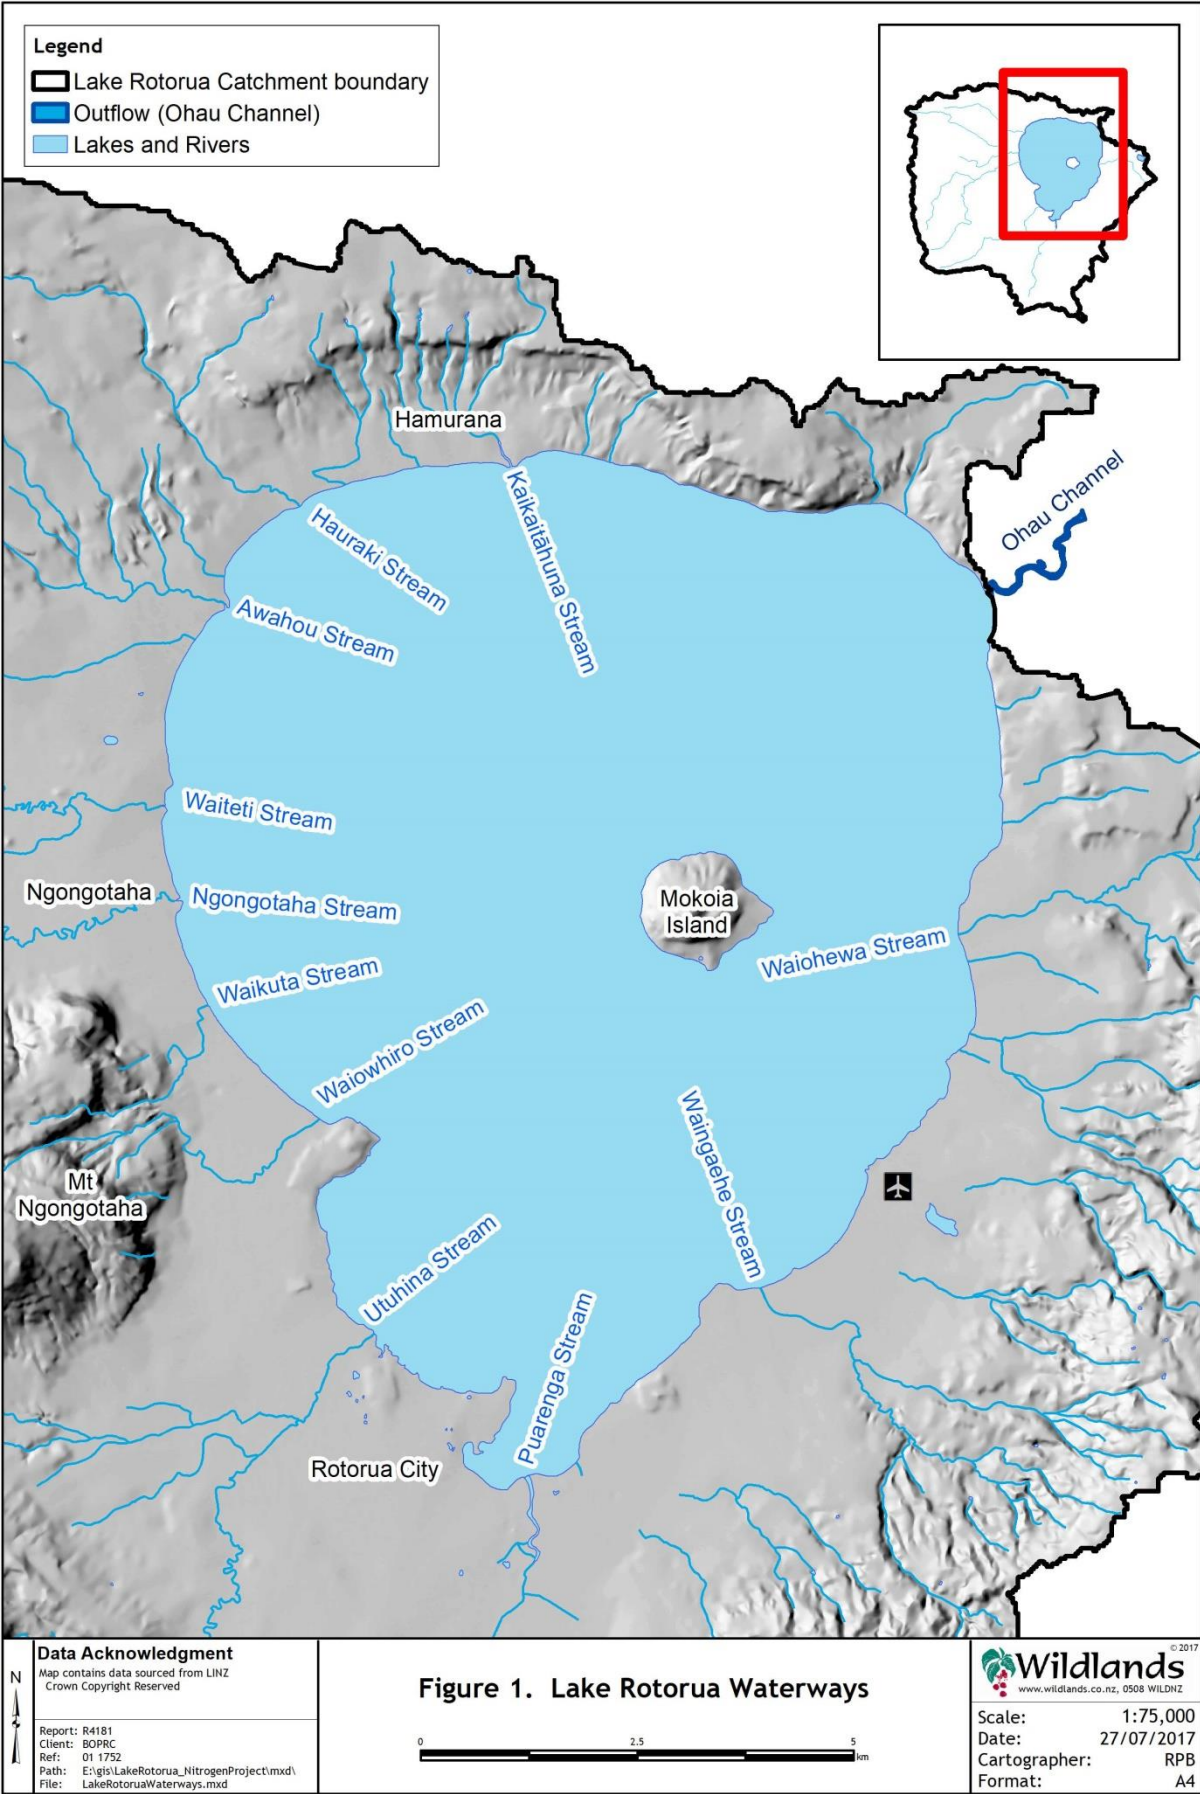 Legend
Lake Rotorua Catchment boundary
Outflow (Ohau Channel)
Lakes and Rivers
Hamurana
Ohau Channel
Kaikaitāhuna Stream
Hauraki Stream
Awahou Stream
Waiteti Stream
Ngongotaha
Ngongotaha Stream
Mokoia
Island
Waiohewa Stream
Waikuta Stream
Waiowhiro Stream
Waingaehe Stream
Mt
Ngongotaha
Utuhina Stream
Puarenga Stream
Rotorua City
N
Data Acknowledgment
Map contains data sourced from LINZ
Crown Copyright Reserved
Report: R4181
Client: BOPRC
Ref: 01 1752
Path: E:\gis\LakeRotorua_NitrogenProject\mxd\
File: LakeRotoruaWaterways.mxd
Figure 1. Lake Rotorua Waterways
0 2.5 5
km
© 2017
Wildlands
www.wildlands.co.nz, 0508 WILDNZ
Scale: 1:75,000
Date: 27/07/2017
Cartographer: RPB
Format: A4